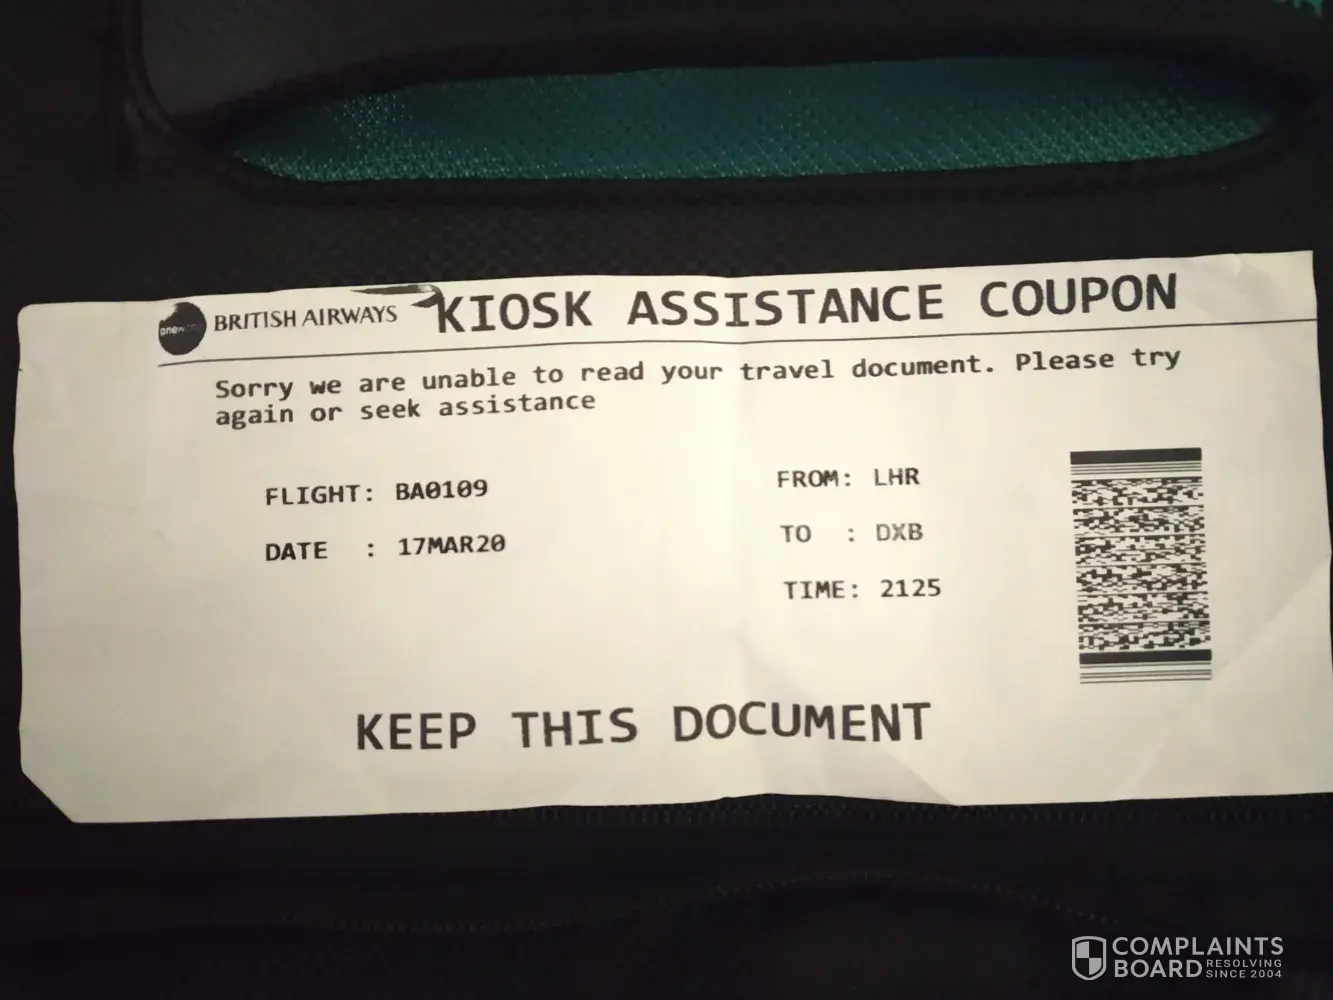 oneworld BRITISH AIRWAYS KIOSK ASSISTANCE COUPON
Sorry we are unable to read your travel document. Please try
again or seek assistance
FLIGHT: BA0109 FROM: LHR
DATE : 17MAR20 TO : DXB
TIME: 2125
KEEP THIS DOCUMENT
COMPLAINTS
BOARD RESOLVING
SINCE 2004